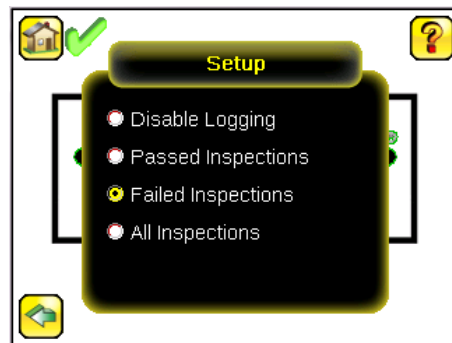 Setup
Disable Logging
Passed Inspections
Failed Inspections
All Inspections